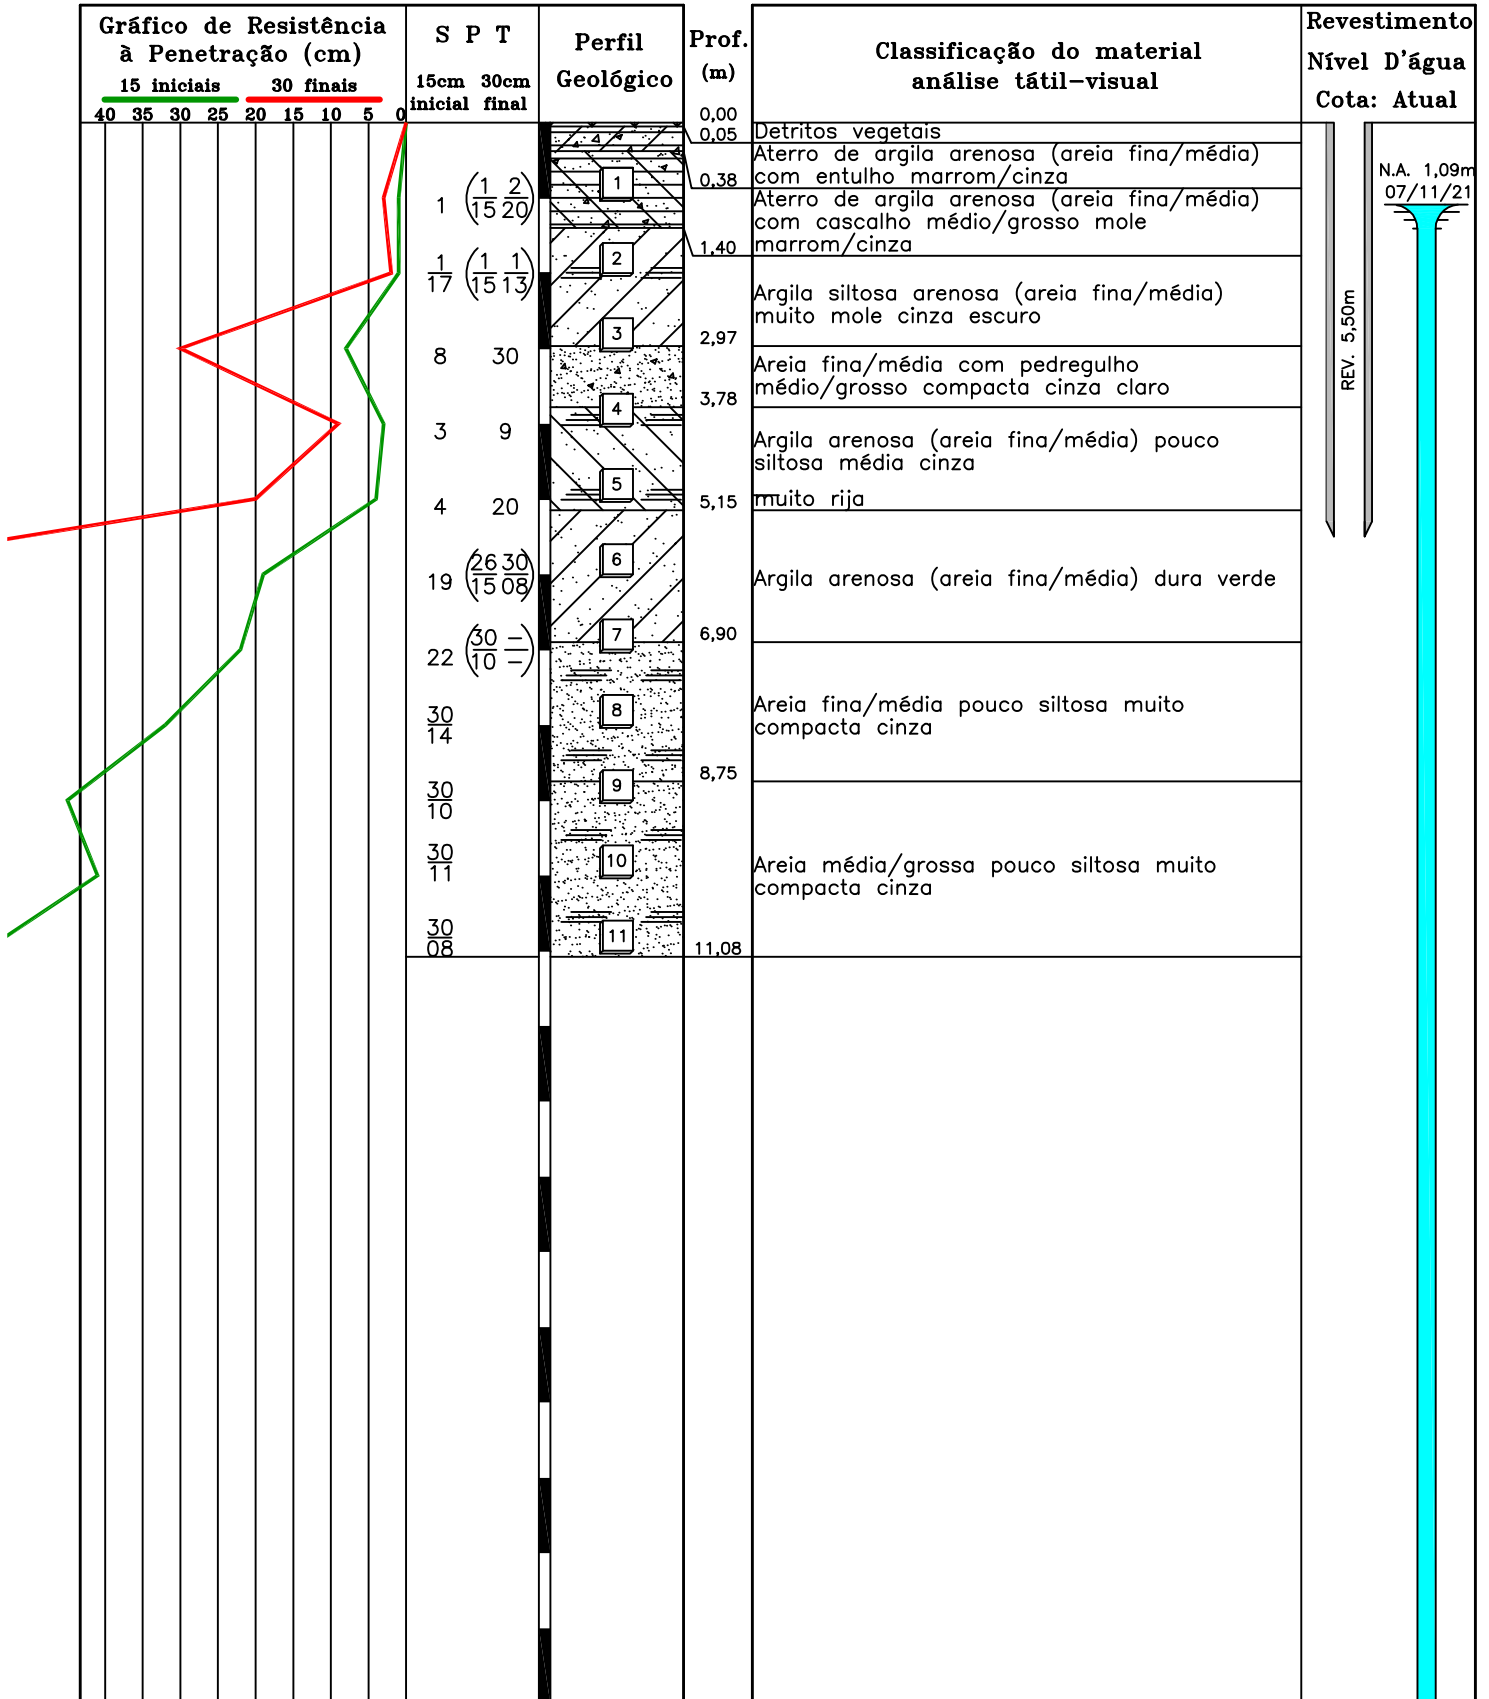 Gráfico de Resistência
à Penetração (cm)
15 iniciais 30 finais
40 35 30 25 20 15 10 5 0
S P T
15cm 30cm
inicial final
Perfil
Geológico
Prof.
(m)
Classificação do material
análise tátil-visual
Revestimento
Nível D'água
Cota: Atual
0,00
0,05 Detritos vegetais
Aterro de argila arenosa (areia fina/média)
com entulho marrom/cinza
0,38
Aterro de argila arenosa (areia fina/média)
com cascalho médio/grosso mole
marrom/cinza
1,40
Argila siltosa arenosa (areia fina/média)
muito mole cinza escuro
2,97
Areia fina/média com pedregulho
médio/grosso compacta cinza claro
3,78
Argila arenosa (areia fina/média) pouco
siltosa média cinza
muito rija
5,15
Argila arenosa (areia fina/média) dura verde
6,90
Areia fina/média pouco siltosa muito
compacta cinza
8,75
Areia média/grossa pouco siltosa muito
compacta cinza
11,08
1 (1/15 2/20)
1/17 (1/15 1/13)
8 30
3 9
4 20
19 (26/15 30/08)
22 (30/10 -/-)
30/14
30/10
30/11
30/08
1
2
3
4
5
6
7
8
9
10
11
REV. 5,50m
N.A. 1,09m
07/11/21